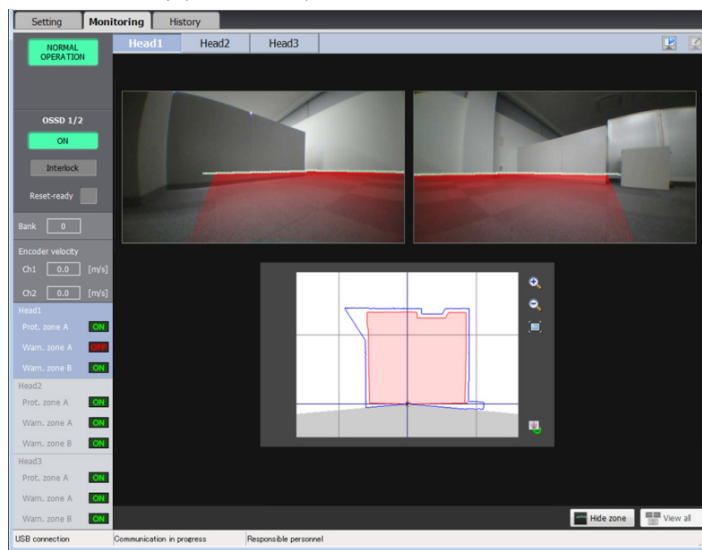 Setting Monitoring History
NORMAL
OPERATION
Head1 Head2 Head3
OSSD 1/2
ON
Interlock
Reset-ready
Bank 0
Encoder velocity
Ch1 0.0 [m/s]
Ch2 0.0 [m/s]
Head1
Prot. zone A ON
Warn. zone A OFF
Warn. zone B ON
Head2
Prot. zone A ON
Warn. zone A ON
Warn. zone B ON
Head3
Prot. zone A ON
Warn. zone A ON
Warn. zone B ON
Hide zone View all
USB connection Communication in progress Responsible personnel